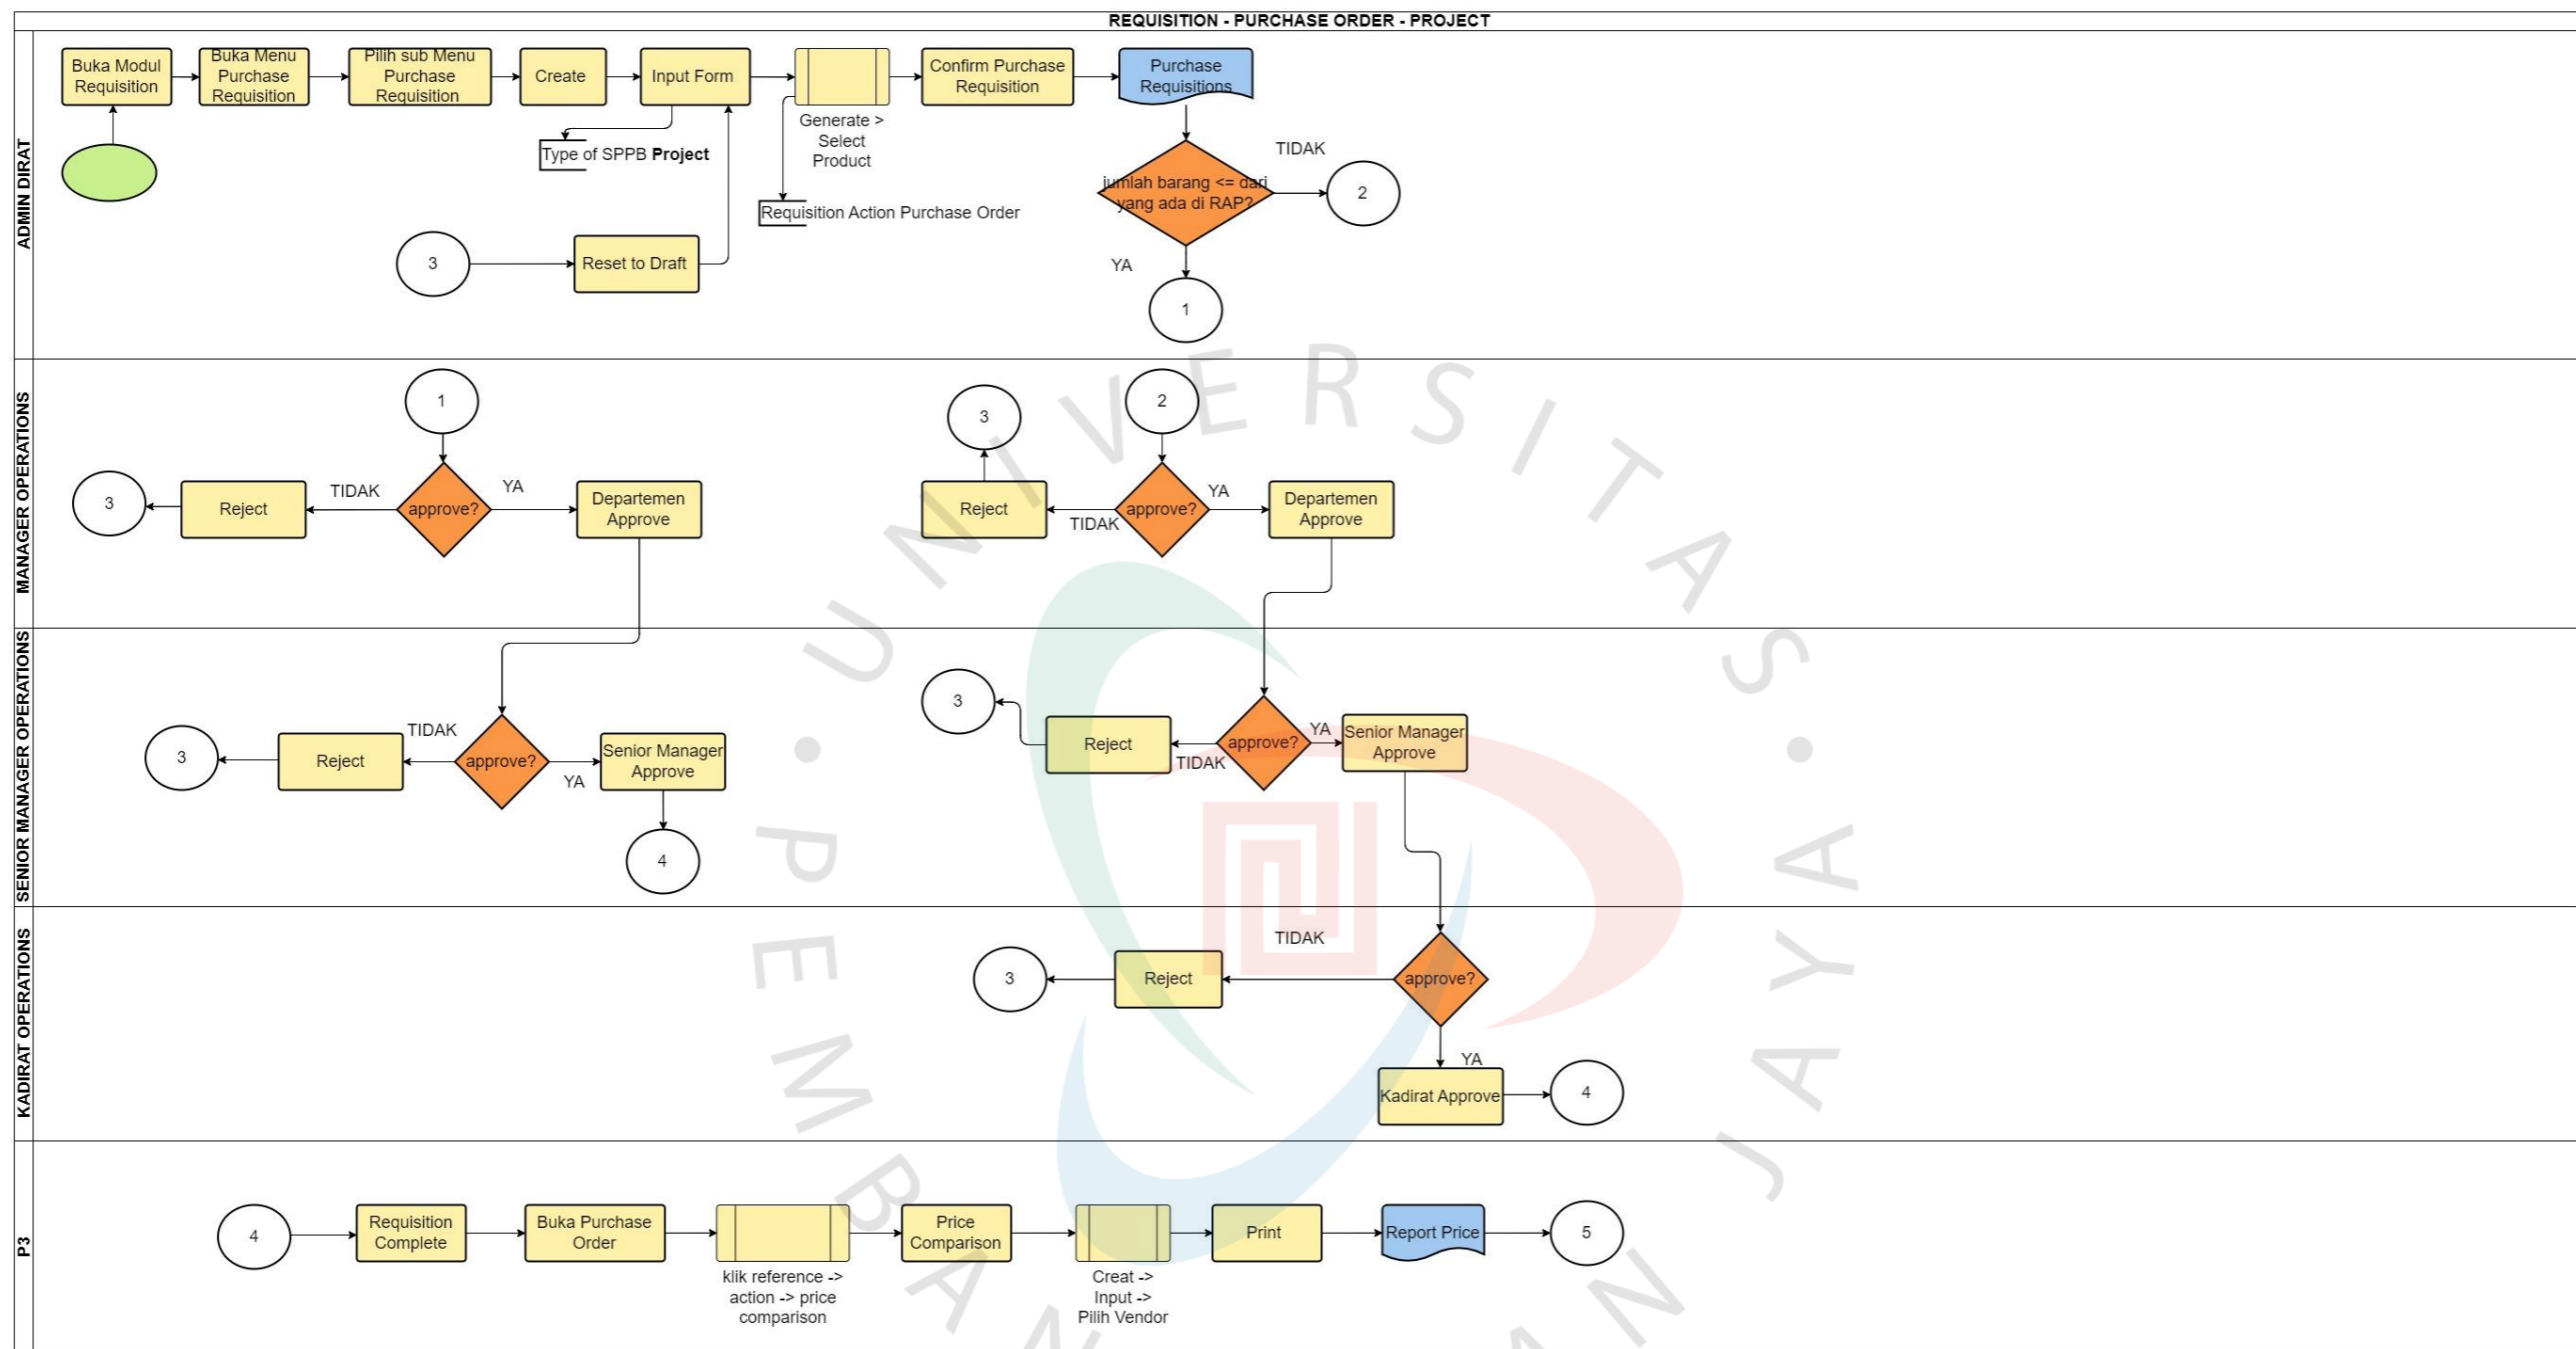 REQUISITION - PURCHASE ORDER - PROJECT
ADMIN DIRAT
Buka Modul
Requisition
Buka Menu
Purchase
Requisition
Pilih sub Menu
Purchase
Requisition
Create
Input Form
Generate >
Select
Product
Confirm Purchase
Requisition
Purchase
Requisitions
Type of SPPB Project
Requisition Action Purchase Order
jumlah barang <= dari
yang ada di RAP?
TIDAK
2
YA
1
3
Reset to Draft
MANAGER OPERATIONS
1
3
Reject
TIDAK
approve?
YA
Departemen
Approve
3
2
Reject
TIDAK
approve?
YA
Departemen
Approve
SENIOR MANAGER OPERATIONS
3
Reject
TIDAK
approve?
YA
Senior Manager
Approve
4
3
Reject
TIDAK
approve?
YA
Senior Manager
Approve
KADIRAT OPERATIONS
3
Reject
TIDAK
approve?
YA
Kadirat Approve
4
P3
4
Requisition
Complete
Buka Purchase
Order
klik reference ->
action -> price
comparison
Price
Comparison
Creat ->
Input ->
Pilih Vendor
Print
Report Price
5
UNIVERSITAS
PEMBAN
AN JAYA